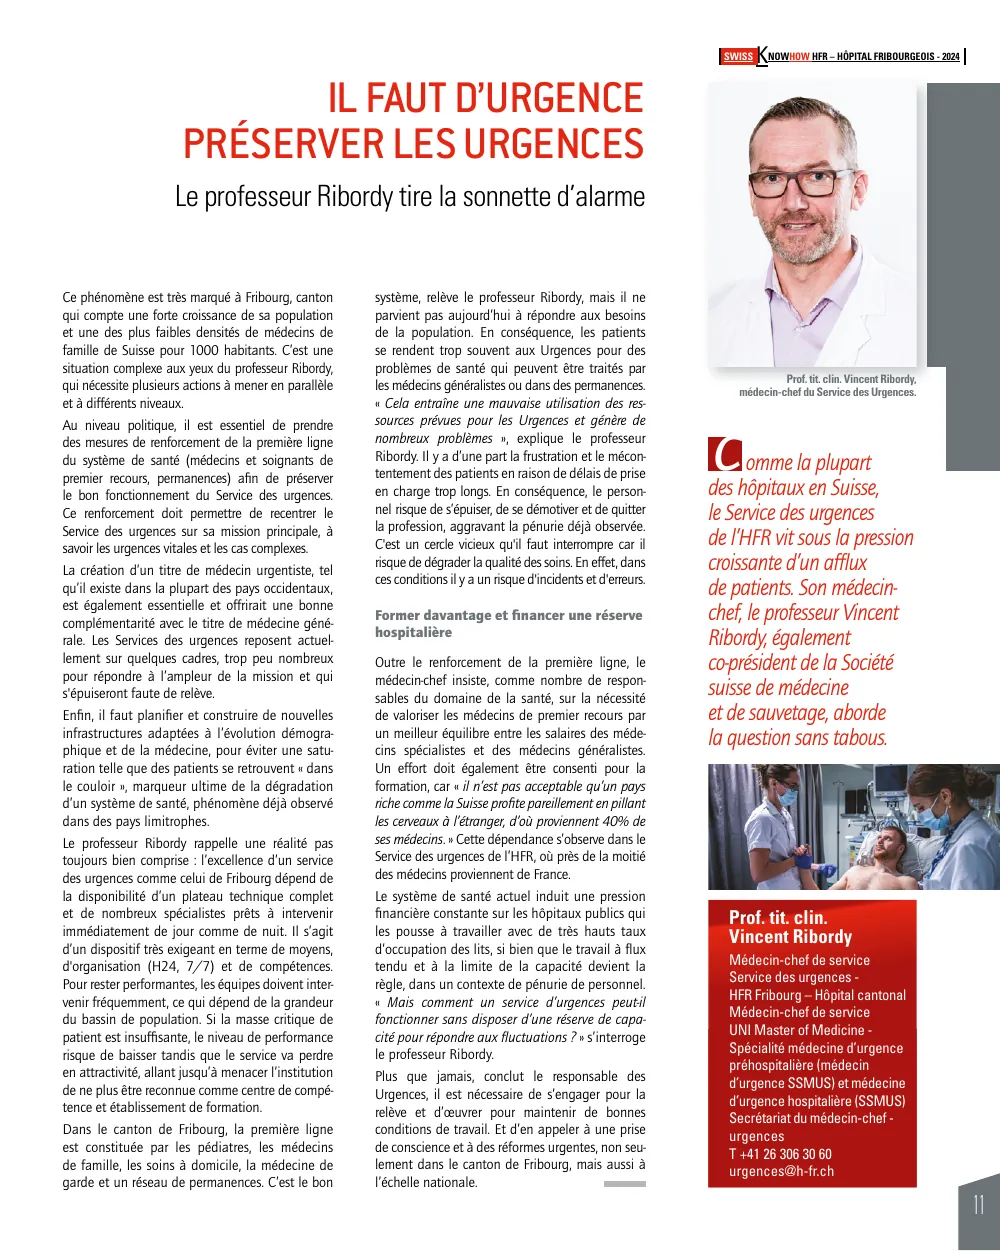 SWISS KNOWHOW HFR – HÔPITAL FRIBOURGEOIS - 2024
IL FAUT D’URGENCE
PRÉSERVER LES URGENCES
Le professeur Ribordy tire la sonnette d’alarme
Ce phénomène est très marqué à Fribourg, canton
qui compte une forte croissance de sa population
et une des plus faibles densités de médecins de
famille de Suisse pour 1000 habitants. C’est une
situation complexe aux yeux du professeur Ribordy,
qui nécessite plusieurs actions à mener en parallèle
et à différents niveaux.
Au niveau politique, il est essentiel de prendre
des mesures de renforcement de la première ligne
du système de santé (médecins et soignants de
premier recours, permanences) afin de préserver
le bon fonctionnement du Service des urgences.
Ce renforcement doit permettre de recentrer le
Service des urgences sur sa mission principale, à
savoir les urgences vitales et les cas complexes.
La création d’un titre de médecin urgentiste, tel
qu’il existe dans la plupart des pays occidentaux,
est également essentielle et offrirait une bonne
complémentarité avec le titre de médecine géné-
rale. Les Services des urgences reposent actuel-
lement sur quelques cadres, trop peu nombreux
pour répondre à l’ampleur de la mission et qui
s'épuiseront faute de relève.
Enfin, il faut planifier et construire de nouvelles
infrastructures adaptées à l’évolution démogra-
phique et de la médecine, pour éviter une satu-
ration telle que des patients se retrouvent « dans
le couloir », marqueur ultime de la dégradation
d’un système de santé, phénomène déjà observé
dans des pays limitrophes.
Le professeur Ribordy rappelle une réalité pas
toujours bien comprise : l’excellence d’un service
des urgences comme celui de Fribourg dépend de
la disponibilité d’un plateau technique complet
et de nombreux spécialistes prêts à intervenir
immédiatement de jour comme de nuit. Il s’agit
d’un dispositif très exigeant en terme de moyens,
d'organisation (H24, 7/7) et de compétences.
Pour rester performantes, les équipes doivent inter-
venir fréquemment, ce qui dépend de la grandeur
du bassin de population. Si la masse critique de
patient est insuffisante, le niveau de performance
risque de baisser tandis que le service va perdre
en attractivité, allant jusqu’à menacer l’institution
de ne plus être reconnue comme centre de compé-
tence et établissement de formation.
Dans le canton de Fribourg, la première ligne
est constituée par les pédiatres, les médecins
de famille, les soins à domicile, la médecine de
garde et un réseau de permanences. C’est le bon
système, relève le professeur Ribordy, mais il ne
parvient pas aujourd’hui à répondre aux besoins
de la population. En conséquence, les patients
se rendent trop souvent aux Urgences pour des
problèmes de santé qui peuvent être traités par
les médecins généralistes ou dans des permanences.
« Cela entraîne une mauvaise utilisation des res-
sources prévues pour les Urgences et génère de
nombreux problèmes », explique le professeur
Ribordy. Il y a d’une part la frustration et le mécon-
tentement des patients en raison de délais de prise
en charge trop longs. En conséquence, le person-
nel risque de s’épuiser, de se démotiver et de quitter
la profession, aggravant la pénurie déjà observée.
C'est un cercle vicieux qu'il faut interrompre car il
risque de dégrader la qualité des soins. En effet, dans
ces conditions il y a un risque d'incidents et d'erreurs.
Former davantage et financer une réserve
hospitalière
Outre le renforcement de la première ligne, le
médecin-chef insiste, comme nombre de respon-
sables du domaine de la santé, sur la nécessité
de valoriser les médecins de premier recours par
un meilleur équilibre entre les salaires des méde-
cins spécialistes et des médecins généralistes.
Un effort doit également être consenti pour la
formation, car « il n’est pas acceptable qu’un pays
riche comme la Suisse profite pareillement en pillant
les cerveaux à l’étranger, d’où proviennent 40% de
ses médecins. » Cette dépendance s’observe dans le
Service des urgences de l’HFR, où près de la moitié
des médecins proviennent de France.
Le système de santé actuel induit une pression
financière constante sur les hôpitaux publics qui
les pousse à travailler avec de très hauts taux
d’occupation des lits, si bien que le travail à flux
tendu et à la limite de la capacité devient la
règle, dans un contexte de pénurie de personnel.
« Mais comment un service d’urgences peut-il
fonctionner sans disposer d’une réserve de capa-
cité pour répondre aux fluctuations ? » s’interroge
le professeur Ribordy.
Plus que jamais, conclut le responsable des
Urgences, il est nécessaire de s’engager pour la
relève et d’œuvrer pour maintenir de bonnes
conditions de travail. Et d’en appeler à une prise
de conscience et à des réformes urgentes, non seu-
lement dans le canton de Fribourg, mais aussi à
l’échelle nationale.
Prof. tit. clin. Vincent Ribordy,
médecin-chef du Service des Urgences.
Comme la plupart
des hôpitaux en Suisse,
le Service des urgences
de l’HFR vit sous la pression
croissante d’un afflux
de patients. Son médecin-
chef, le professeur Vincent
Ribordy, également
co-président de la Société
suisse de médecine
et de sauvetage, aborde
la question sans tabous.
Prof. tit. clin.
Vincent Ribordy
Médecin-chef de service
Service des urgences -
HFR Fribourg – Hôpital cantonal
Médecin-chef de service
UNI Master of Medicine -
Spécialité médecine d’urgence
préhospitalière (médecin
d’urgence SSMUS) et médecine
d’urgence hospitalière (SSMUS)
Secrétariat du médecin-chef -
urgences
T +41 26 306 30 60
urgences@h-fr.ch
11